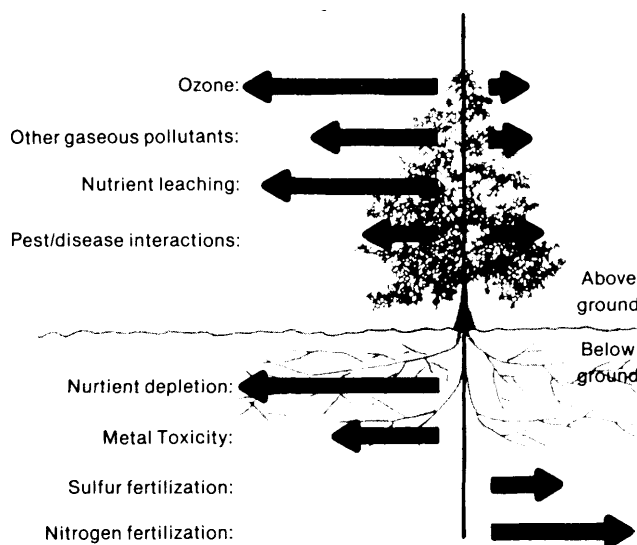 Ozone:
Other gaseous pollutants:
Nutrient leaching:
Pest/disease interactions:
Above
ground
Below
ground
Nurtient depletion:
Metal Toxicity:
Sulfur fertilization:
Nitrogen fertilization: